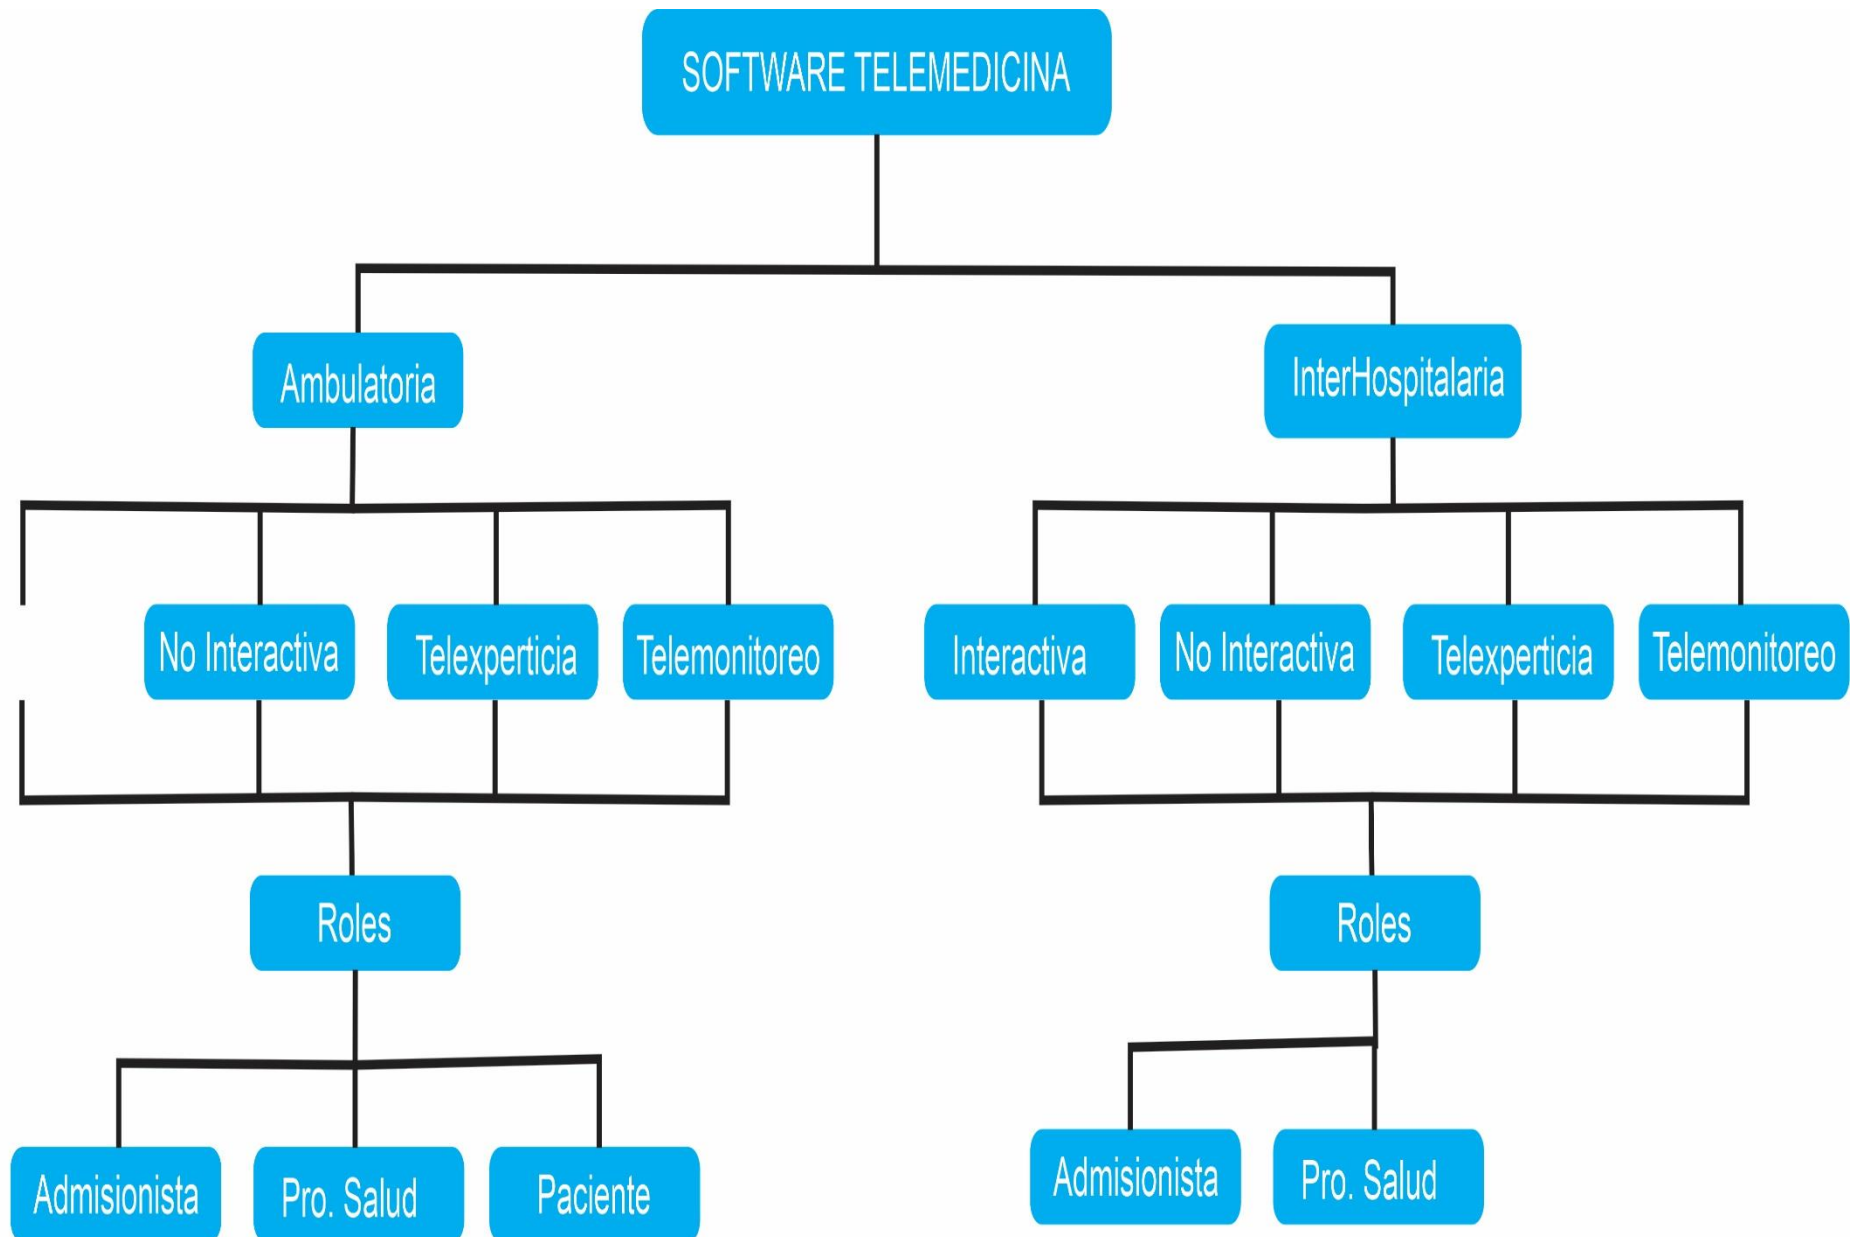 SOFTWARE TELEMEDICINA
Ambulatoria
InterHospitalaria
No Interactiva
Telexperticia
Telemonitoreo
Interactiva
No Interactiva
Telexperticia
Telemonitoreo
Roles
Roles
Admisionista
Pro. Salud
Paciente
Admisionista
Pro. Salud